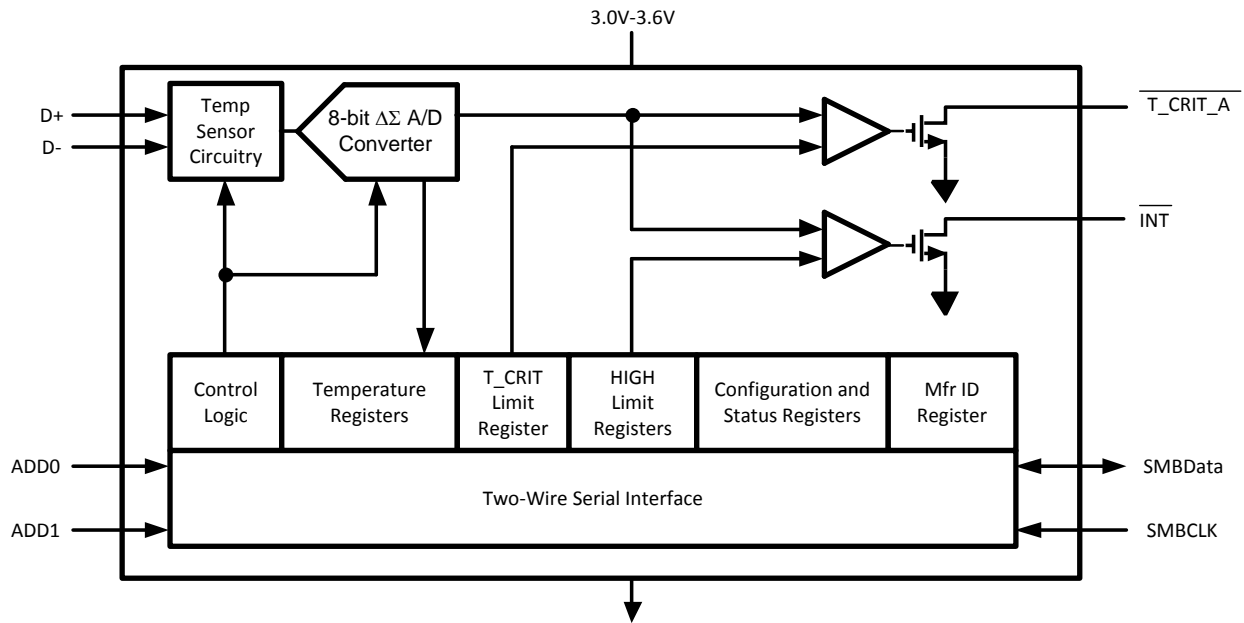 3.0V-3.6V
D+
D-
Temp
Sensor
Circuitry
8-bit ΔΣ A/D
Converter
T_CRIT_A
INT
Control
Logic
Temperature
Registers
T_CRIT
Limit
Register
HIGH
Limit
Registers
Configuration and
Status Registers
Mfr ID
Register
ADD0
ADD1
Two-Wire Serial Interface
SMBData
SMBCLK